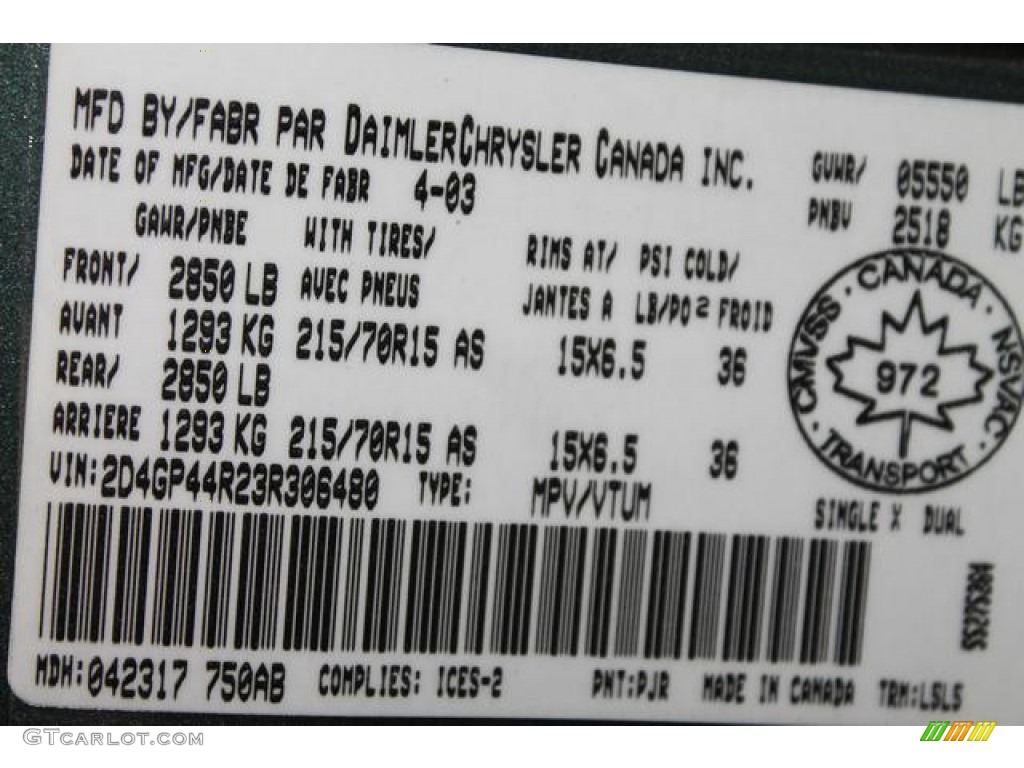 MFD BY/FABR PAR DAIMLERCHRYSLER CANADA INC.
DATE OF MFG/DATE DE FABR 4-03
GVWR/ 05550 LB
PNBV 2518 KG
GAWR/PNBE WITH TIRES/ RIMS AT/ PSI COLD/
FRONT/ 2850 LB AVEC PNEUS JANTES A LB/PO² FROID
AVANT 1293 KG 215/70R15 AS 15X6.5 36
REAR/ 2850 LB
ARRIERE 1293 KG 215/70R15 AS 15X6.5 36
CANADA · NSVAC · TRANSPORT · CMVSS ·
972
VIN:2D4GP44R23R306480 TYPE: MPV/VTUM
SINGLE X DUAL
MDH:042317 750AB COMPLIES: ICES-2 PNT:PJR MADE IN CANADA TRM:L5L5
GTCarlot.com